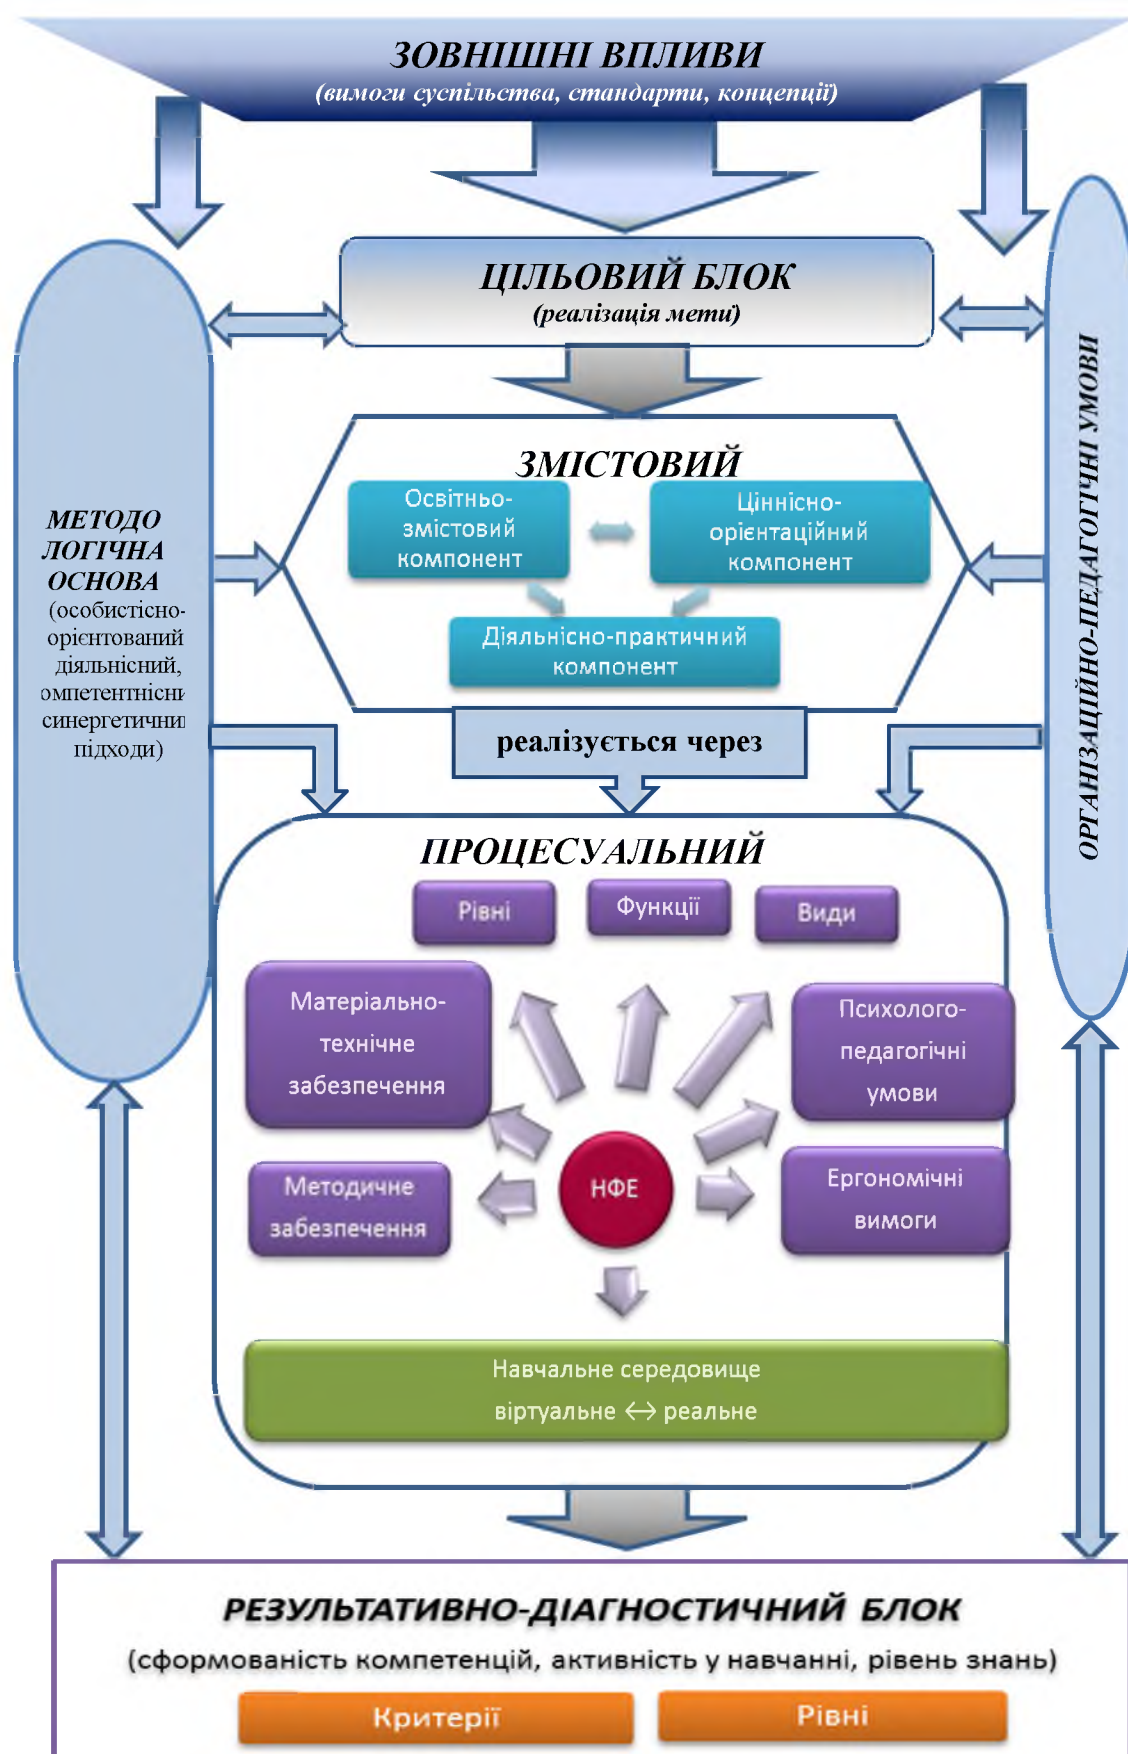 ЗОВНІШНІ ВПЛИВИ
(вимоги суспільства, стандарти, концепції)
ЦІЛЬОВИЙ БЛОК
(реалізація мети)
МЕТОДО
ЛОГІЧНА
ОСНОВА
(особистісно-
орієнтований
діяльнісний,
омпетентнісни
синергетичний
підходи)
ЗМІСТОВИЙ
Освітньо-
змістовий
компонент
Ціннісно-
орієнтаційний
компонент
Діяльнісно-практичний
компонент
ОРГАНІЗАЦІЙНО-ПЕДАГОГІЧНІ УМОВИ
реалізується через
ПРОЦЕСУАЛЬНИЙ
Рівні
Функції
Види
Матеріально-
технічне
забезпечення
Психолого-
педагогічні
умови
Методичне
забезпечення
НФЕ
Ергономічні
вимоги
Навчальне середовище
віртуальне ↔ реальне
РЕЗУЛЬТАТИВНО-ДІАГНОСТИЧНИЙ БЛОК
(сформованість компетенцій, активність у навчанні, рівень знань)
Критерії
Рівні